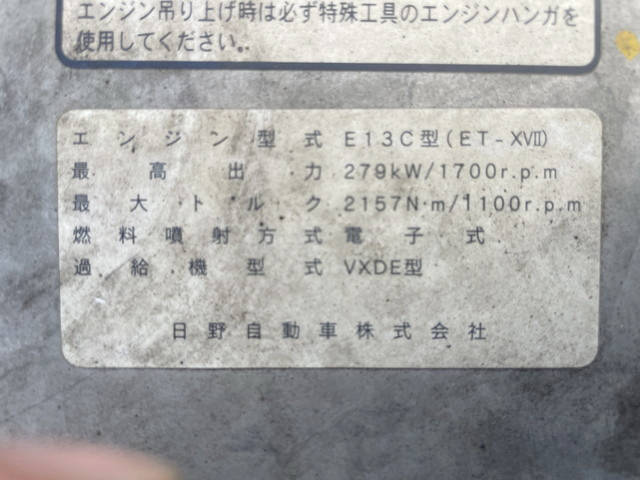 エンジン吊り上げ時は必ず特殊工具のエンジンハンガを
使用してください。
エンジン型式 E13C型(ET-XVII)
最高出力 279kW/1700r.p.m
最大トルク 2157N·m/1100r.p.m
燃料噴射方式 電子式
過給機型式 VXDE型
日野自動車株式会社